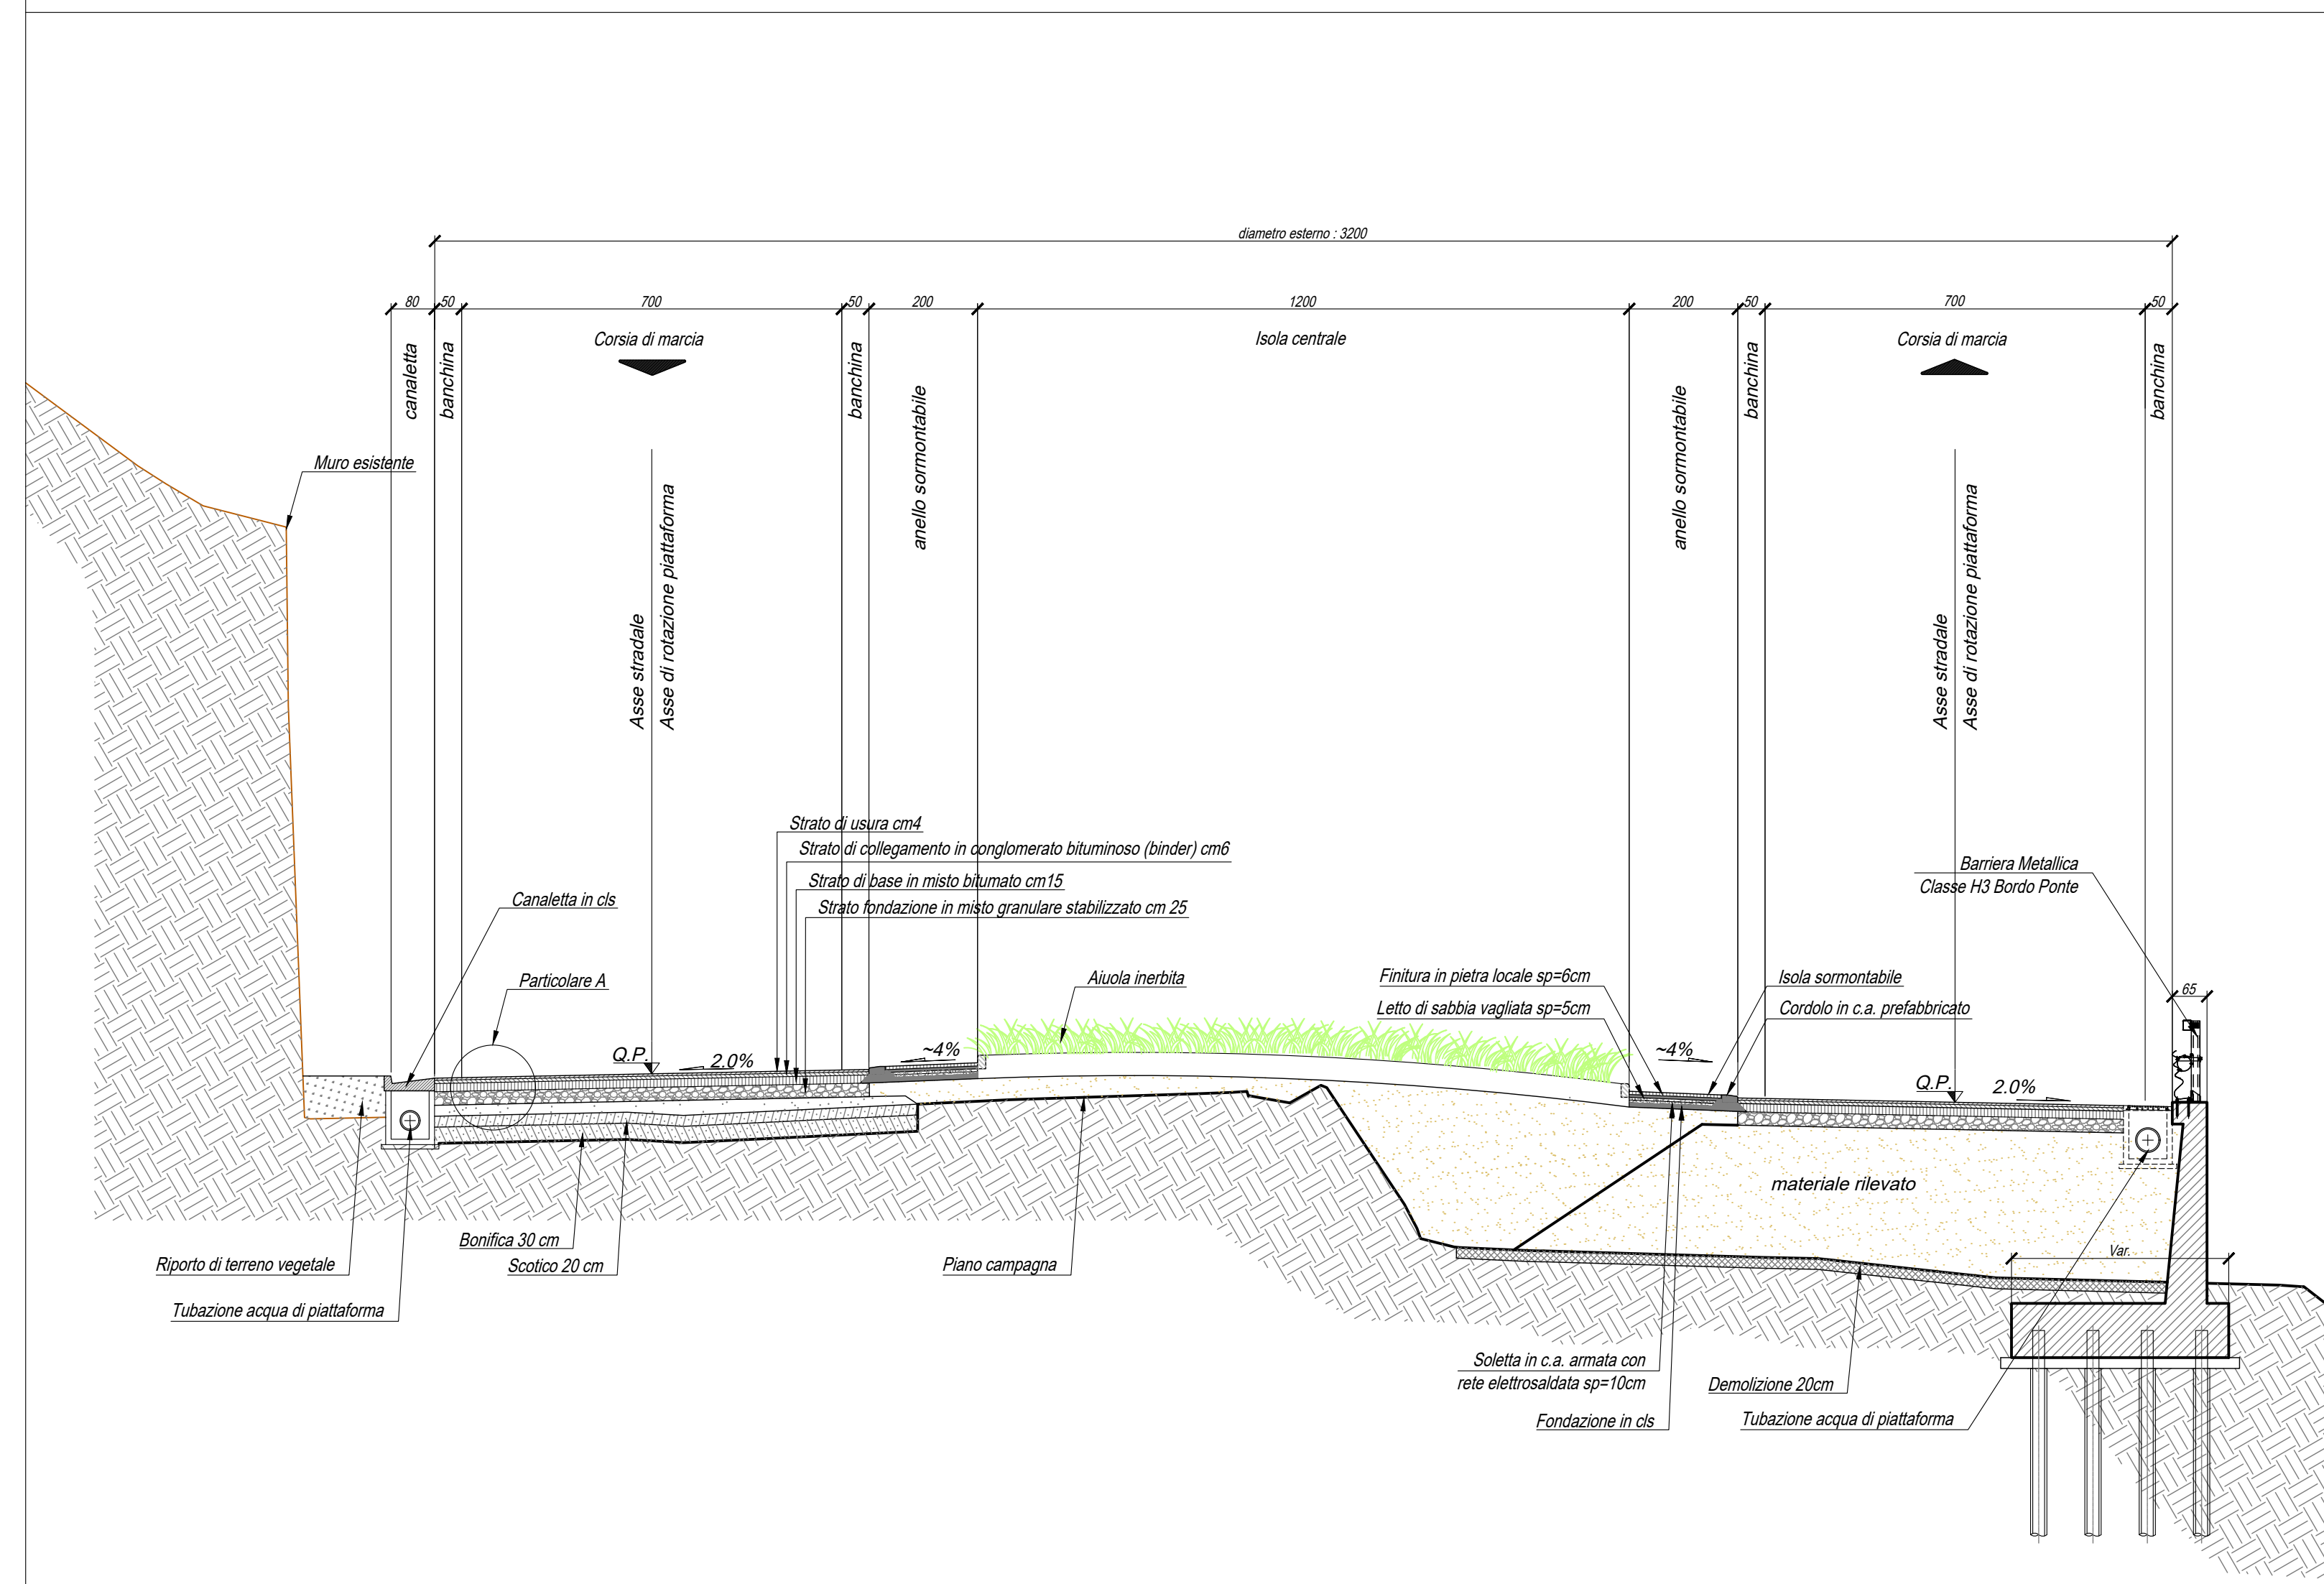 diametro esterno : 3200
80
50
700
50
200
1200
200
50
700
50
canaletta
banchina
Corsia di marcia
banchina
anello sormontabile
Isola centrale
anello sormontabile
banchina
Corsia di marcia
banchina
Muro esistente
Asse stradale
Asse di rotazione piattaforma
Asse stradale
Asse di rotazione piattaforma
Strato di usura cm4
Strato di collegamento in conglomerato bituminoso (binder) cm6
Strato di base in misto bitumato cm15
Strato fondazione in misto granulare stabilizzato cm 25
Barriera Metallica
Classe H3 Bordo Ponte
Canaletta in cls
Particolare A
Aiuola inerbita
Finitura in pietra locale sp=6cm
Letto di sabbia vagliata sp=5cm
Isola sormontabile
Cordolo in c.a. prefabbricato
65
Q.P.
2.0%
~4%
~4%
Q.P.
2.0%
materiale rilevato
Bonifica 30 cm
Scotico 20 cm
Riporto di terreno vegetale
Tubazione acqua di piattaforma
Piano campagna
Var.
Soletta in c.a. armata con
rete elettrosaldata sp=10cm
Fondazione in cls
Demolizione 20cm
Tubazione acqua di piattaforma